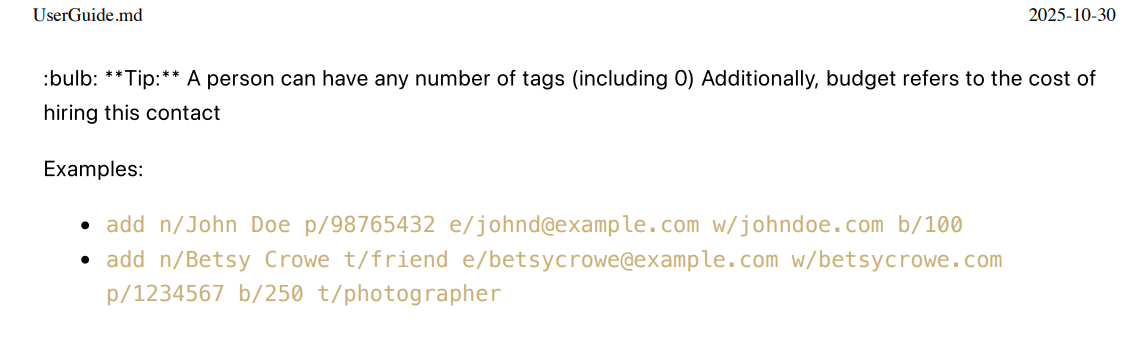 UserGuide.md 2025-10-30
:bulb: **Tip:** A person can have any number of tags (including 0) Additionally, budget refers to the cost of
hiring this contact
Examples:
• add n/John Doe p/98765432 e/johnd@example.com w/johndoe.com b/100
• add n/Betsy Crowe t/friend e/betsycrowe@example.com w/betsycrowe.com
p/1234567 b/250 t/photographer